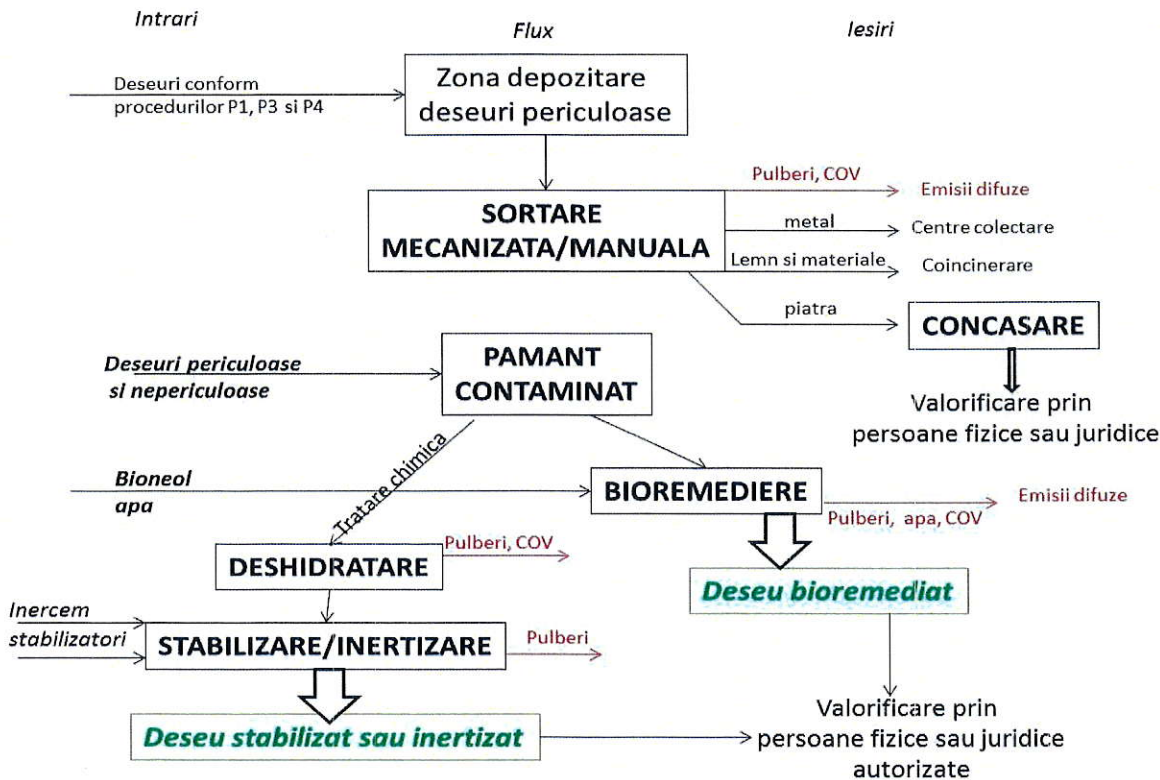 Intrari
Flux
Iesiri
Deseuri conform
procedurilor P1, P3 si P4
Zona depozitare
deseuri periculoase
SORTARE
MECANIZATA/MANUALA
Pulberi, COV
Emisii difuze
metal
Centre colectare
Lemn si materiale
Coincinerare
piatra
CONCASARE
Valorificare prin
persoane fizice sau juridice
Deseuri periculoase
si nepericuloase
PAMANT
CONTAMINAT
Tratare chimica
Bioneol
apa
BIOREMEDIERE
Emisii difuze
Pulberi, apa, COV
DESHIDRATARE
Pulberi, COV
Deseu bioremediat
Inercem
stabilizatori
STABILIZARE/INERTIZARE
Pulberi
Deseu stabilizat sau inertizat
Valorificare prin
persoane fizice sau juridice
autorizate